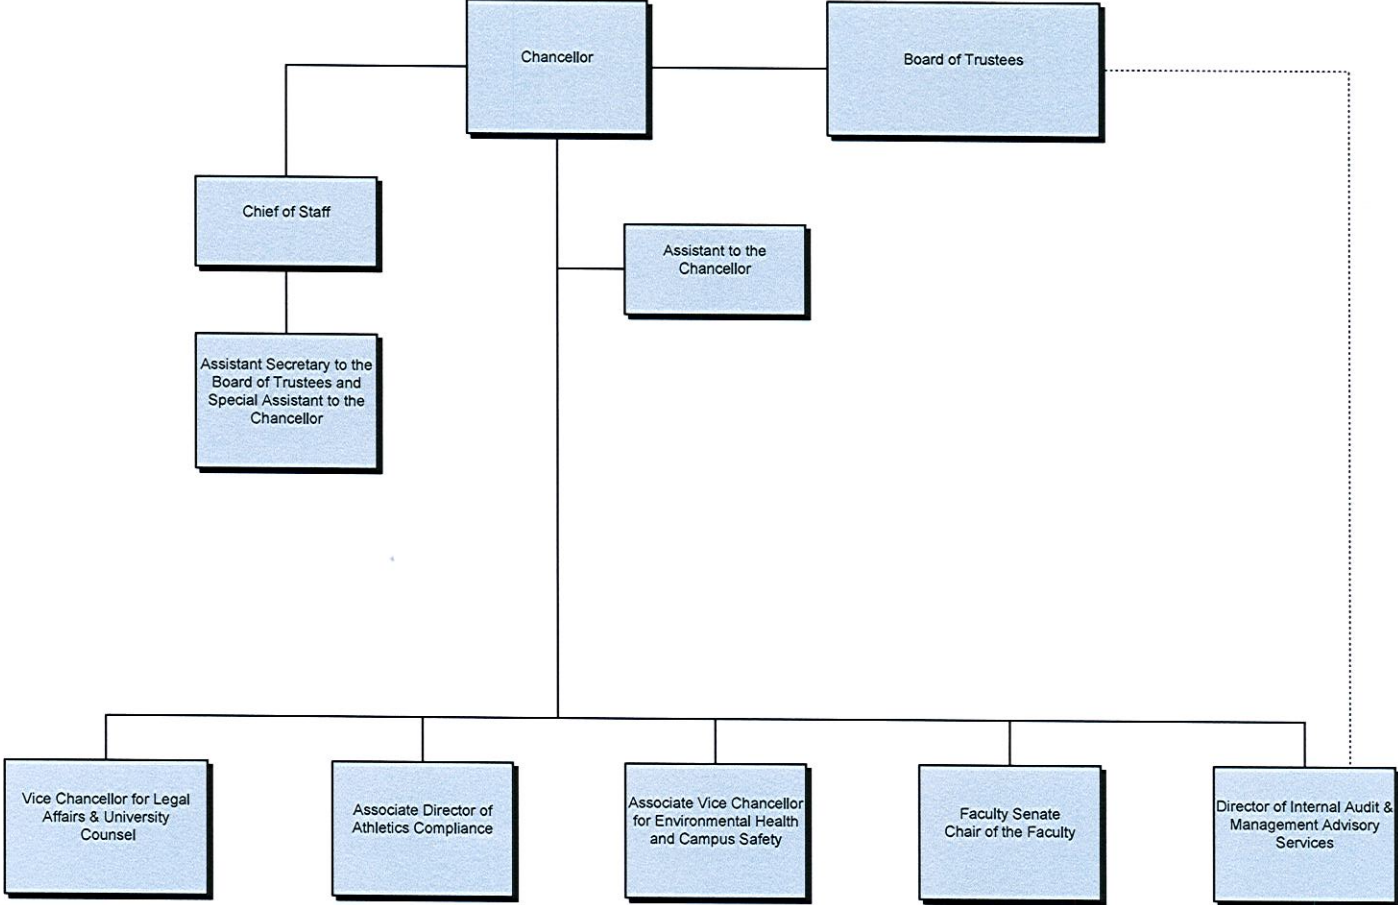 Chancellor
Board of Trustees
Chief of Staff
Assistant to the
Chancellor
Assistant Secretary to the
Board of Trustees and
Special Assistant to the
Chancellor
Vice Chancellor for Legal
Affairs & University
Counsel
Associate Director of
Athletics Compliance
Associate Vice Chancellor
for Environmental Health
and Campus Safety
Faculty Senate
Chair of the Faculty
Director of Internal Audit &
Management Advisory
Services